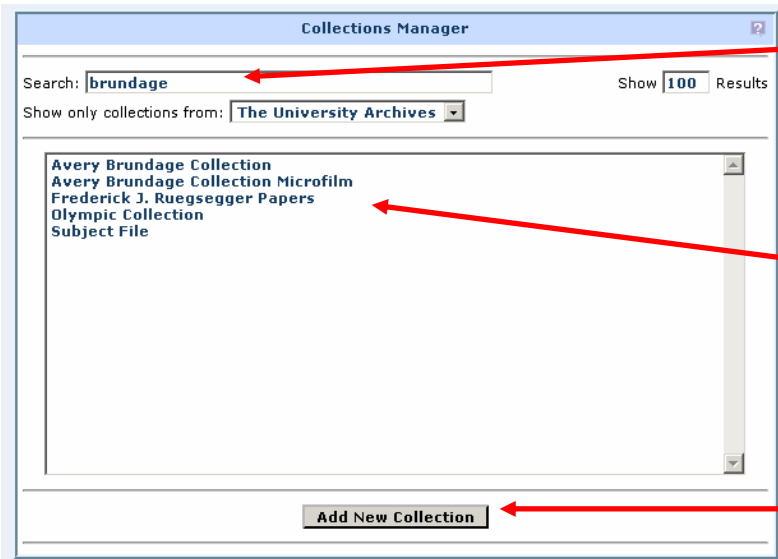 Collections Manager ?
Search: brundage Show 100 Results
Show only collections from: The University Archives
Avery Brundage Collection
Avery Brundage Collection Microfilm
Frederick J. Ruegsegger Papers
Olympic Collection
Subject File
Add New Collection